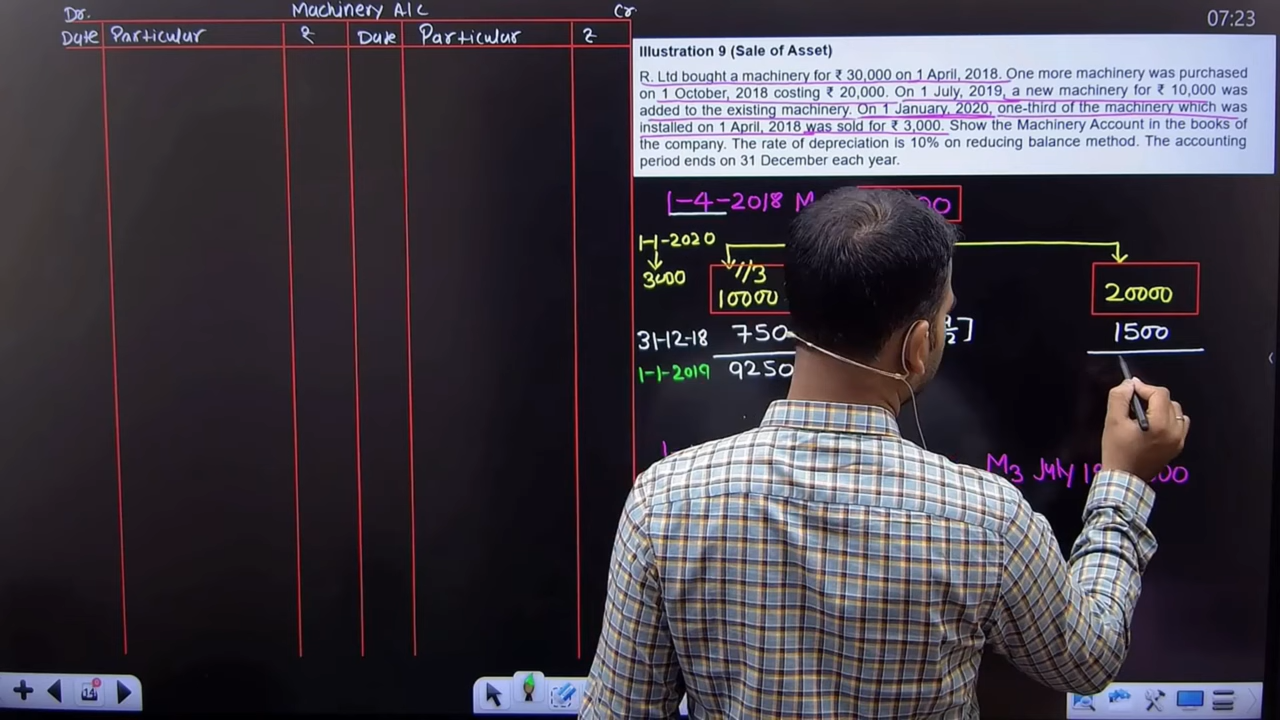 Dr. Machinery A/c Cr
Date Particular ₹ Date Particular ₹
07:23
Illustration 9 (Sale of Asset)
R. Ltd bought a machinery for ₹ 30,000 on 1 April, 2018. One more machinery was purchased
on 1 October, 2018 costing ₹ 20,000. On 1 July, 2019, a new machinery for ₹ 10,000 was
added to the existing machinery. On 1 January, 2020, one-third of the machinery which was
installed on 1 April, 2018 was sold for ₹ 3,000. Show the Machinery Account in the books of
the company. The rate of depreciation is 10% on reducing balance method. The accounting
period ends on 31 December each year.
1-4-2018 M
1-1-2020
3000
1/3
10000
20000
31-12-18 750 1500
1-1-2019 9250
M3 July 19
14